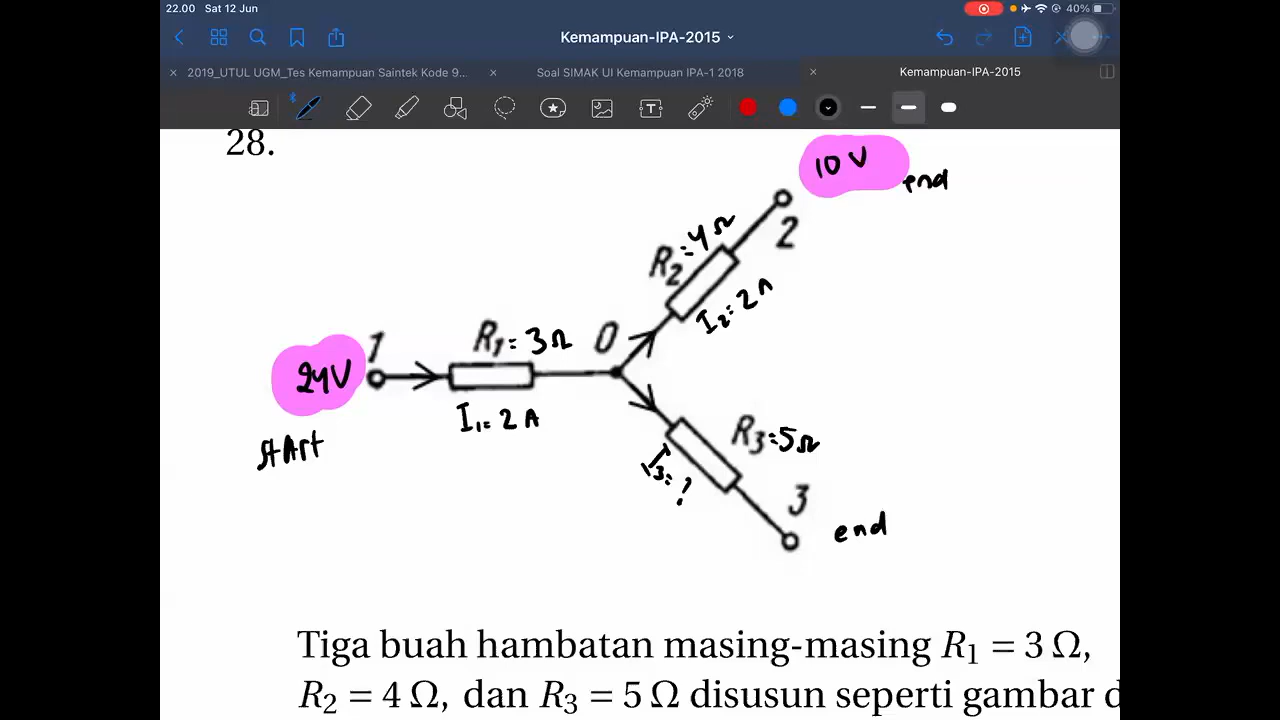 22.00 Sat 12 Jun
40%
Kemampuan-IPA-2015
2019_UTUL UGM_Tes Kemampuan Saintek Kode 9...
Soal SIMAK UI Kemampuan IPA-1 2018
Kemampuan-IPA-2015
28.
10 V
end
2
R2 = 4 Ω
I2 = 2 A
1
24V
start
R1 = 3 Ω
0
I1 = 2 A
R3 = 5 Ω
I3 = ?
3
end
Tiga buah hambatan masing-masing R1 = 3 Ω,
R2 = 4 Ω, dan R3 = 5 Ω disusun seperti gambar